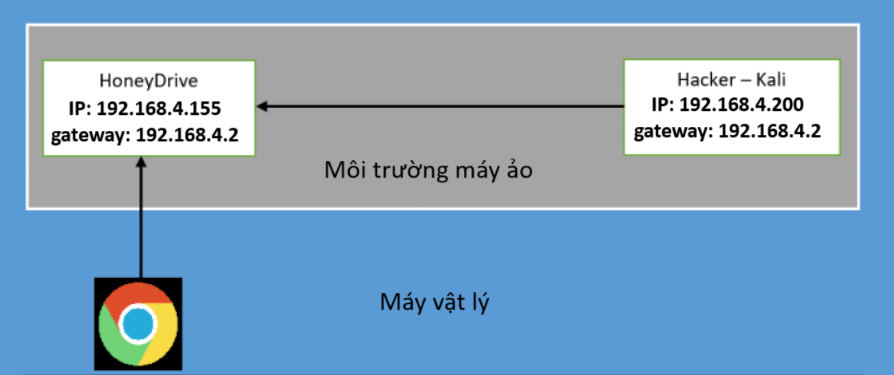 HoneyDrive
IP: 192.168.4.155
gateway: 192.168.4.2
Hacker – Kali
IP: 192.168.4.200
gateway: 192.168.4.2
Môi trường máy ảo
Máy vật lý